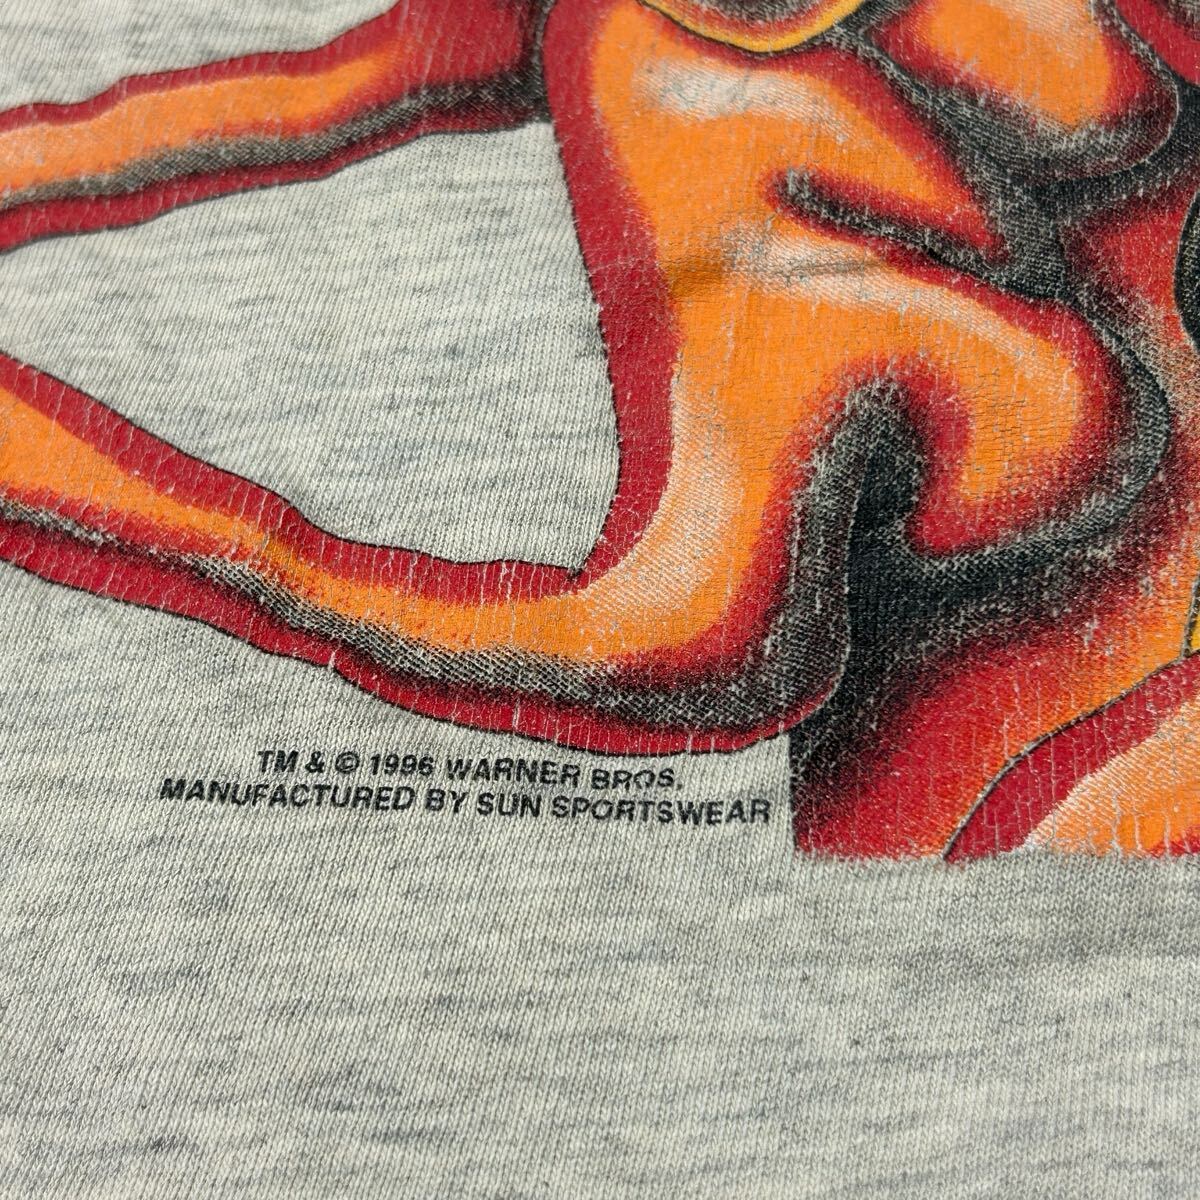 TM & © 1996 WARNER BROS.
MANUFACTURED BY SUN SPORTSWEAR